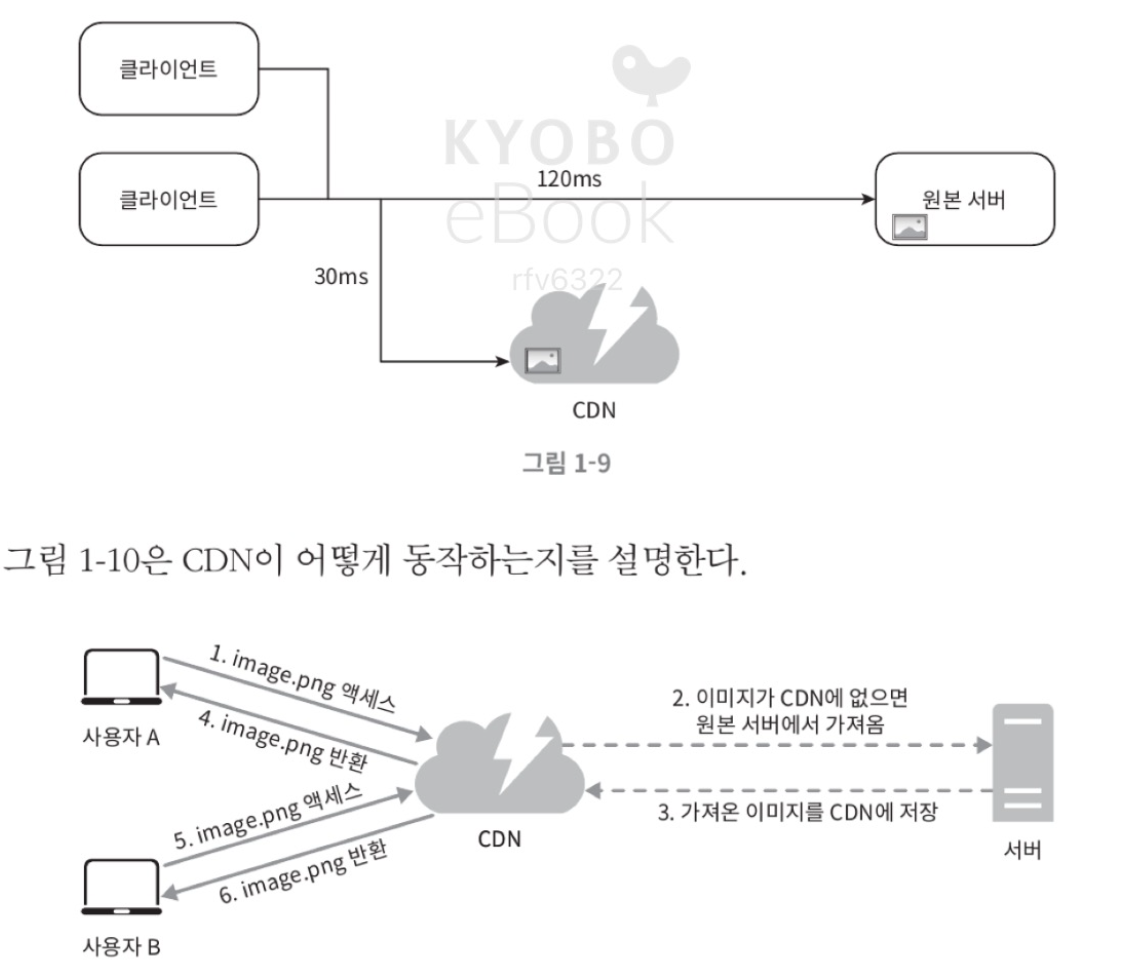 클라이언트
KYOBO
120ms
클라이언트
원본 서버
eBook
30ms
rfv6322
CDN
그림 1-9
그림 1-10은 CDN이 어떻게 동작하는지를 설명한다.
1. image.png 액세스
2. 이미지가 CDN에 없으면
원본 서버에서 가져옴
사용자 A
4. image.png 반환
5. image.png 액세스
3. 가져온 이미지를 CDN에 저장
CDN
서버
6. image.png 반환
사용자 B